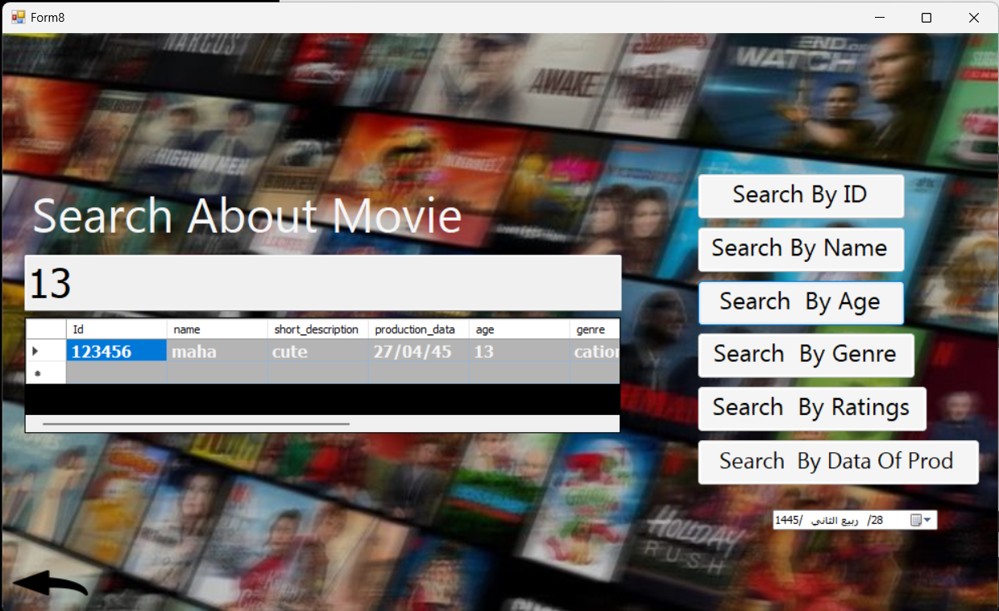 Form8
NARCOS
END OF
WATCH
AWAKE
HIGHWAYMEN
Search About Movie
13
Id name short_description production_data age genre
123456 maha cute 27/04/45 13 cation
Search By ID
Search By Name
Search  By Age
Search  By Genre
Search  By Ratings
Search  By Data Of Prod
28/ ربيع الثاني /1445
HOLIDAY
RUSH